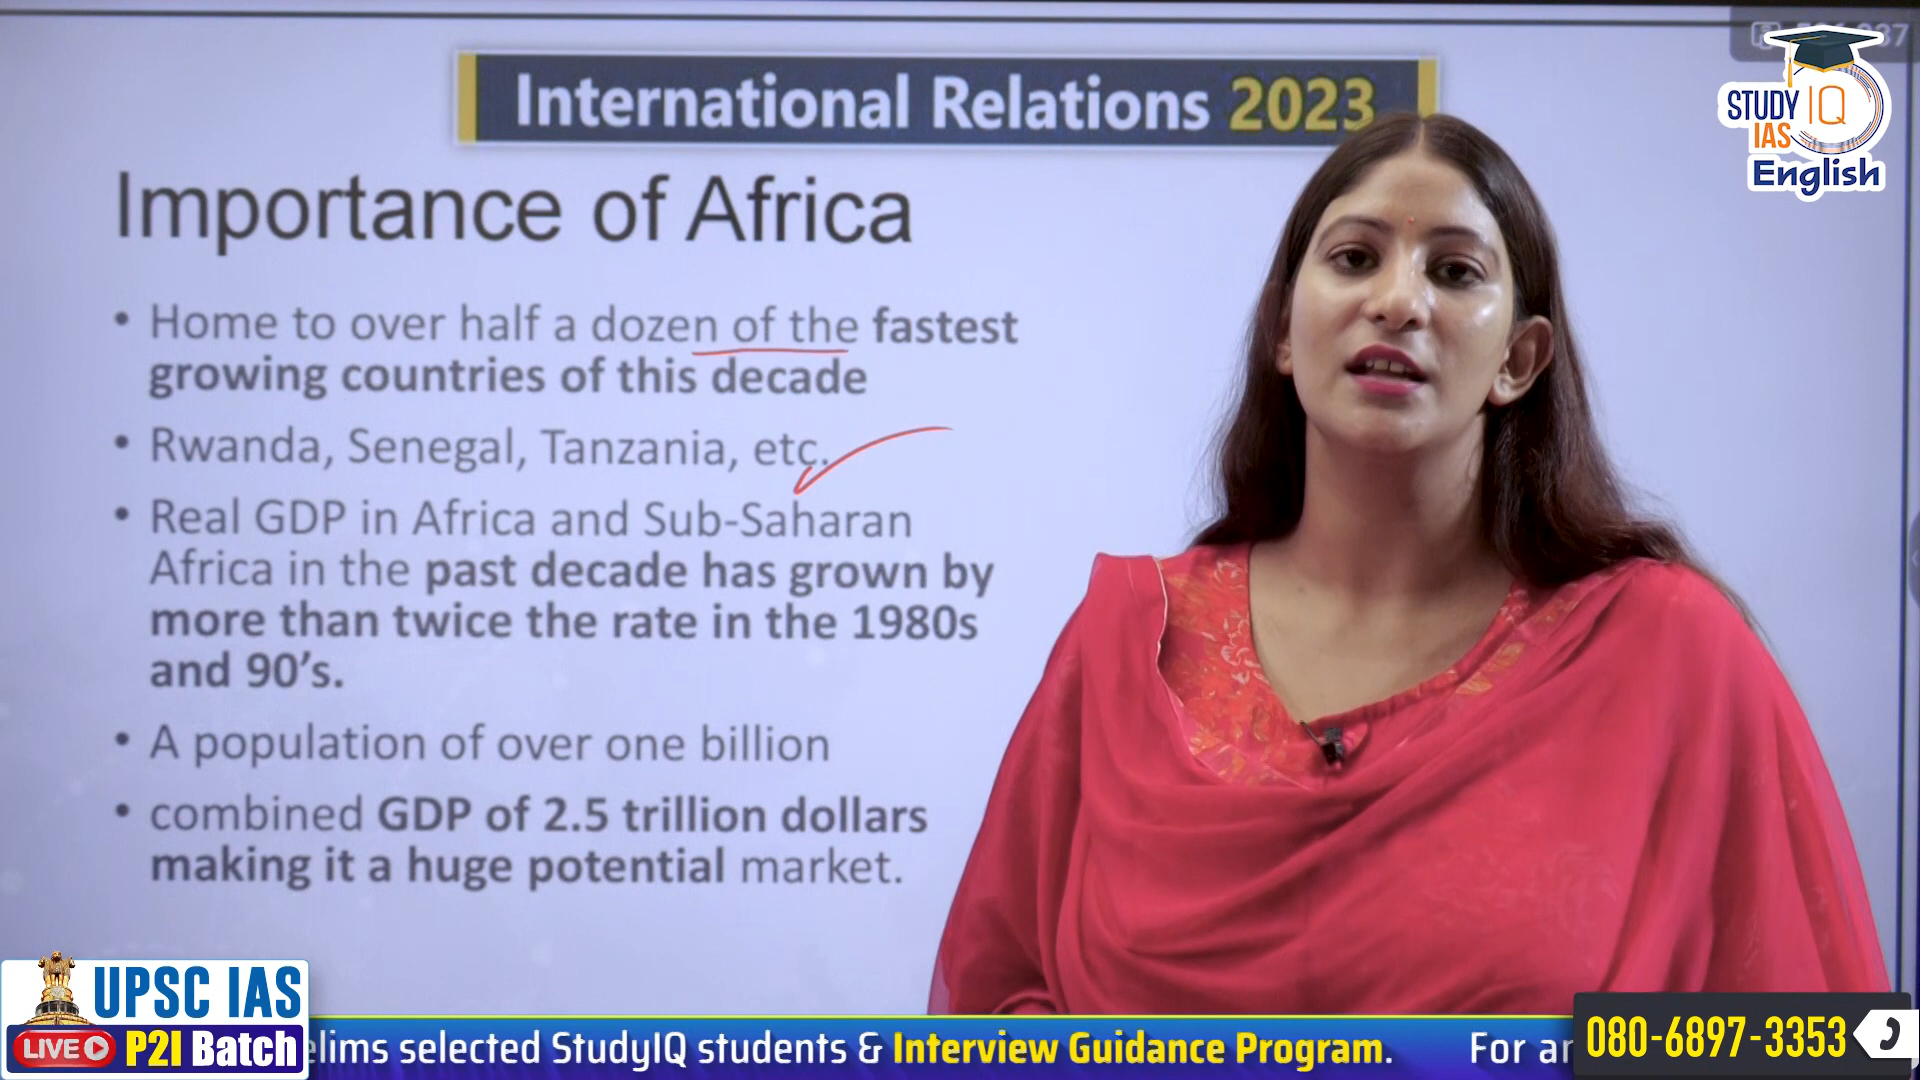 International Relations 2023
STUDY IQ
IAS
English
Importance of Africa
• Home to over half a dozen of the fastest
growing countries of this decade
• Rwanda, Senegal, Tanzania, etc.
• Real GDP in Africa and Sub-Saharan
Africa in the past decade has grown by
more than twice the rate in the 1980s
and 90’s.
• A population of over one billion
• combined GDP of 2.5 trillion dollars
making it a huge potential market.
UPSC IAS
LIVE P2I Batch
elims selected StudyIQ students & Interview Guidance Program. For
080-6897-3353